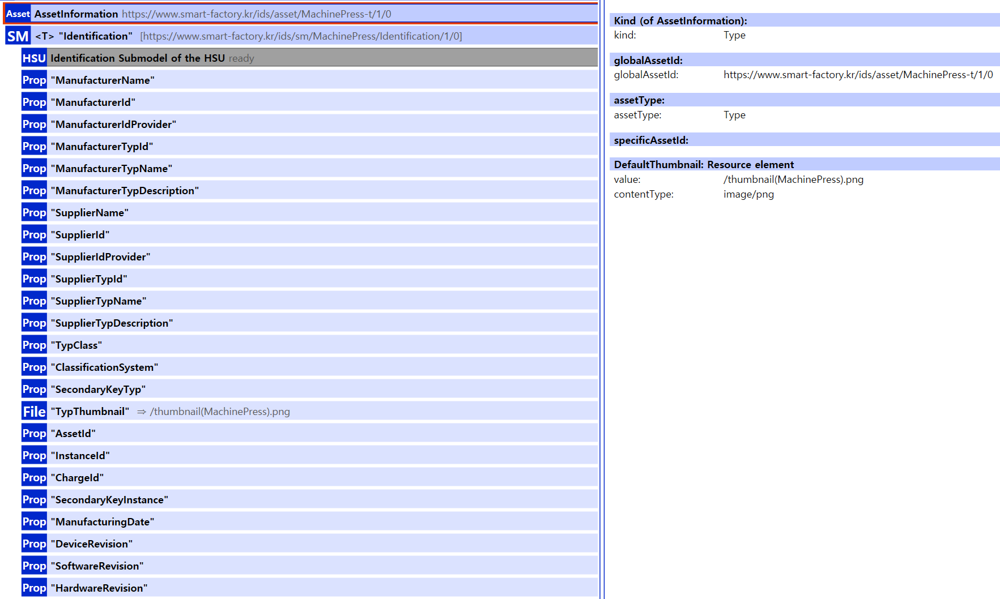 Asset AssetInformation https://www.smart-factory.kr/ids/asset/MachinePress-t/1/0
SM <T> "Identification" [https://www.smart-factory.kr/ids/sm/MachinePress/Identification/1/0]
HSU Identification Submodel of the HSU ready
Prop "ManufacturerName"
Prop "ManufacturerId"
Prop "ManufacturerIdProvider"
Prop "ManufacturerTypId"
Prop "ManufacturerTypName"
Prop "ManufacturerTypDescription"
Prop "SupplierName"
Prop "SupplierId"
Prop "SupplierIdProvider"
Prop "SupplierTypId"
Prop "SupplierTypName"
Prop "SupplierTypDescription"
Prop "TypClass"
Prop "ClassificationSystem"
Prop "SecondaryKeyTyp"
File "TypThumbnail" ⇒ /thumbnail(MachinePress).png
Prop "AssetId"
Prop "InstanceId"
Prop "ChargeId"
Prop "SecondaryKeyInstance"
Prop "ManufacturingDate"
Prop "DeviceRevision"
Prop "SoftwareRevision"
Prop "HardwareRevision"
Kind (of AssetInformation):
kind: Type
globalAssetId:
globalAssetId: https://www.smart-factory.kr/ids/asset/MachinePress-t/1/0
assetType:
assetType: Type
specificAssetId:
DefaultThumbnail: Resource element
value: /thumbnail(MachinePress).png
contentType: image/png